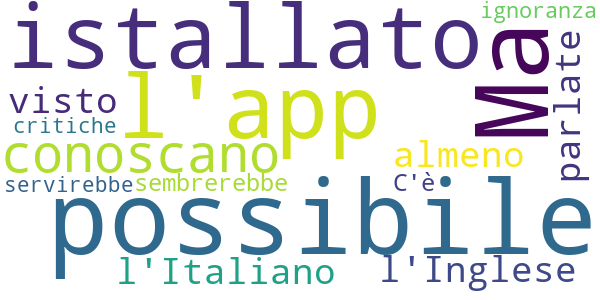 ignoranza
istallato
Ma
parlate
visto
l'app
critiche
conoscano
almeno
servirebbe
sembrerebbe
C'è
possibile
l'Italiano
l'Inglese